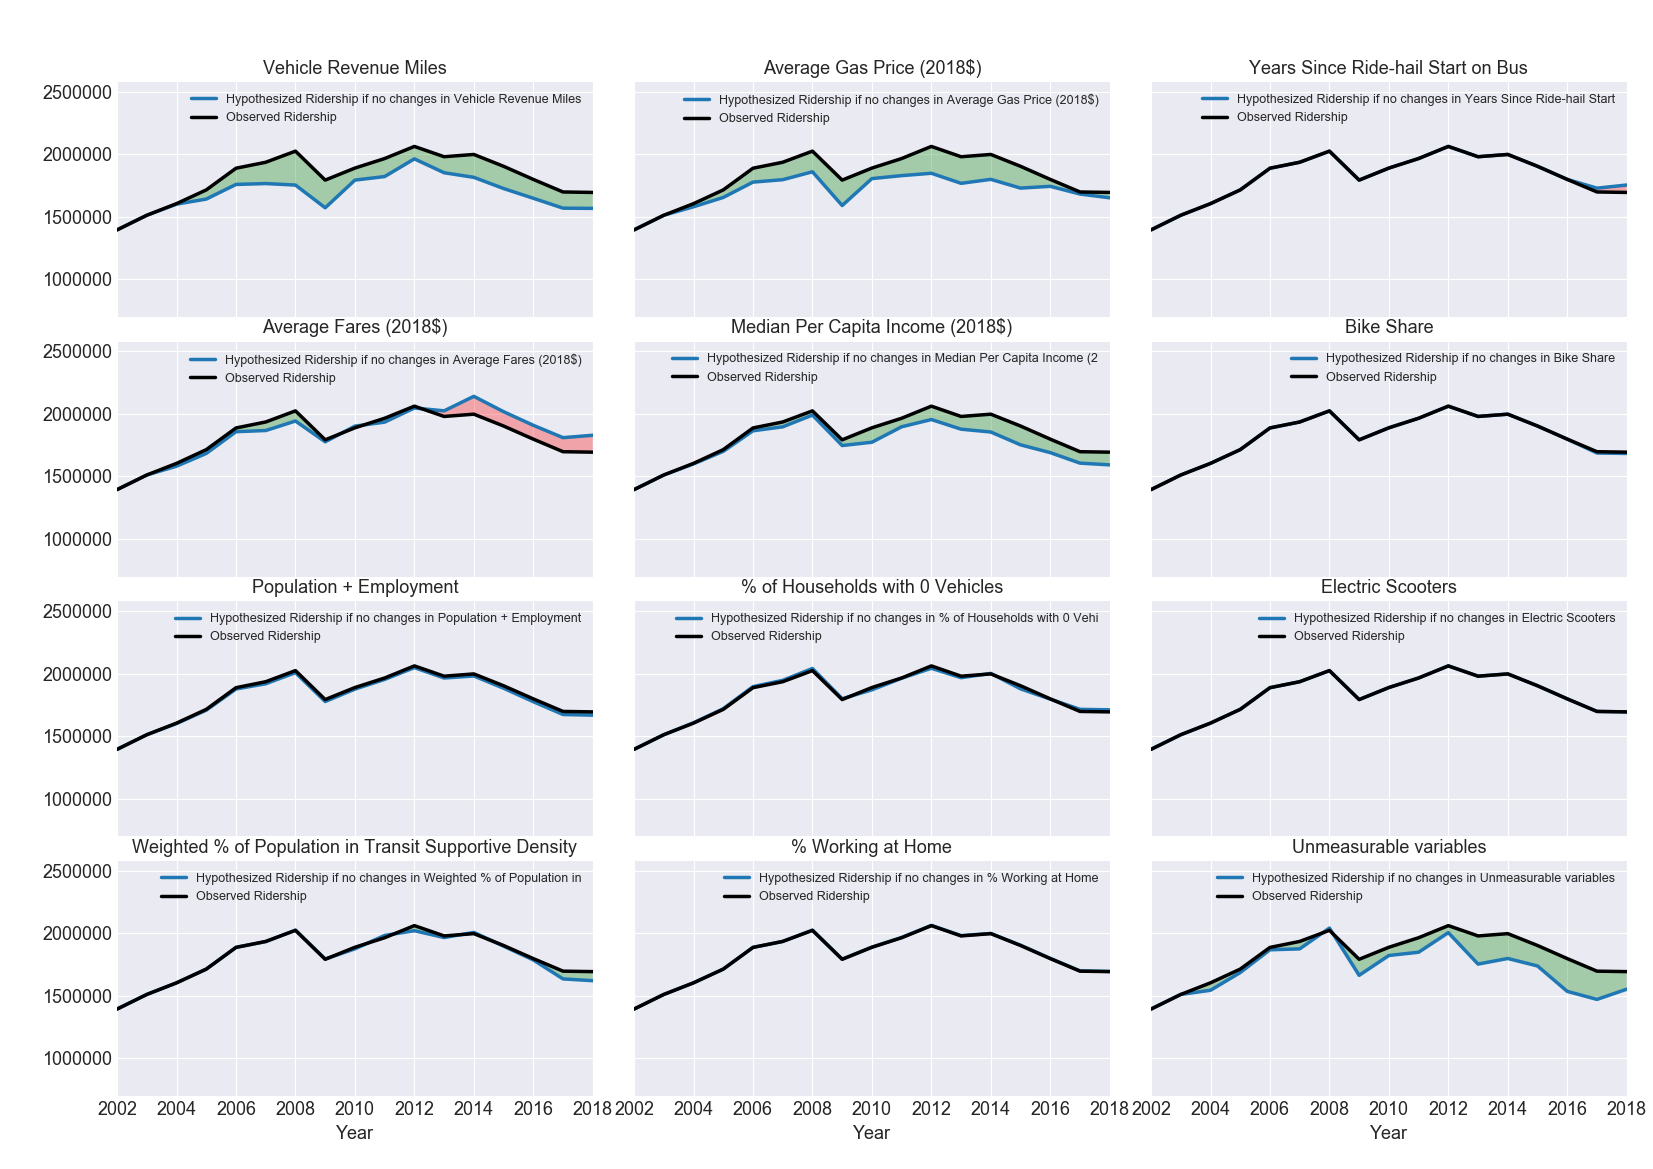 Vehicle Revenue Miles
Average Gas Price (2018$)
Years Since Ride-hail Start on Bus
2500000
2000000
1500000
1000000
Hypothesized Ridership if no changes in Vehicle Revenue Miles
Observed Ridership
Hypothesized Ridership if no changes in Average Gas Price (2018$)
Observed Ridership
Hypothesized Ridership if no changes in Years Since Ride-hail Start
Observed Ridership
Average Fares (2018$)
Median Per Capita Income (2018$)
Bike Share
2500000
2000000
1500000
1000000
Hypothesized Ridership if no changes in Average Fares (2018$)
Observed Ridership
Hypothesized Ridership if no changes in Median Per Capita Income (2
Observed Ridership
Hypothesized Ridership if no changes in Bike Share
Observed Ridership
Population + Employment
% of Households with 0 Vehicles
Electric Scooters
2500000
2000000
1500000
1000000
Hypothesized Ridership if no changes in Population + Employment
Observed Ridership
Hypothesized Ridership if no changes in % of Households with 0 Vehi
Observed Ridership
Hypothesized Ridership if no changes in Electric Scooters
Observed Ridership
Weighted % of Population in Transit Supportive Density
% Working at Home
Unmeasurable variables
2500000
2000000
1500000
1000000
Hypothesized Ridership if no changes in Weighted % of Population in
Observed Ridership
Hypothesized Ridership if no changes in % Working at Home
Observed Ridership
Hypothesized Ridership if no changes in Unmeasurable variables
Observed Ridership
2002 2004 2006 2008 2010 2012 2014 2016 2018
2002 2004 2006 2008 2010 2012 2014 2016 2018
2002 2004 2006 2008 2010 2012 2014 2016 2018
Year
Year
Year